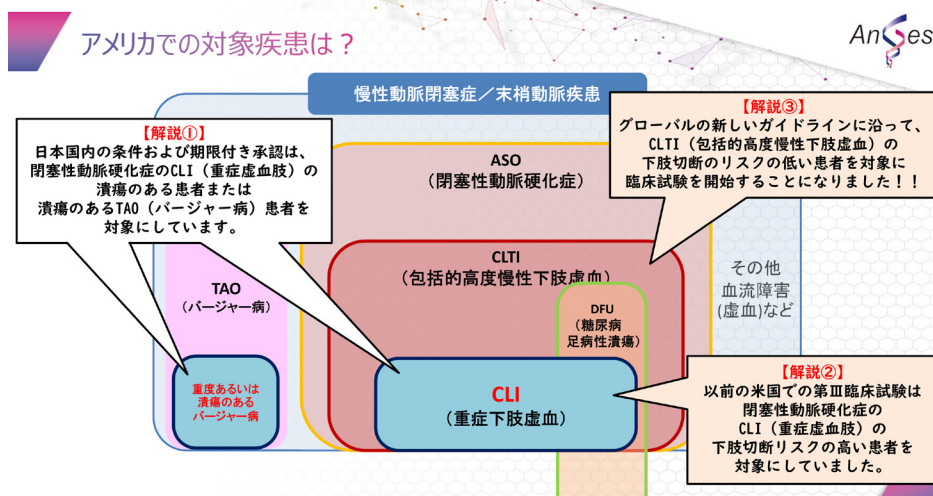 アメリカでの対象疾患は？
AnGes
慢性動脈閉塞症／末梢動脈疾患
【解説①】
日本国内の条件および期限付き承認は、
閉塞性動脈硬化症のCLI（重症虚血肢）の
潰瘍のある患者または
潰瘍のあるTAO（バージャー病）患者を
対象にしています。
【解説③】
グローバルの新しいガイドラインに沿って、
CLTI（包括的高度慢性下肢虚血）の
下肢切断のリスクの低い患者を対象に
臨床試験を開始することになりました！！
ASO
（閉塞性動脈硬化症）
CLTI
（包括的高度慢性下肢虚血）
TAO
（バージャー病）
DFU
（糖尿病
足病性潰瘍）
その他
血流障害
(虚血)など
重度あるいは
潰瘍のある
バージャー病
CLI
（重症下肢虚血）
【解説②】
以前の米国での第Ⅲ臨床試験は
閉塞性動脈硬化症の
CLI（重症虚血肢）の
下肢切断リスクの高い患者を
対象にしていました。